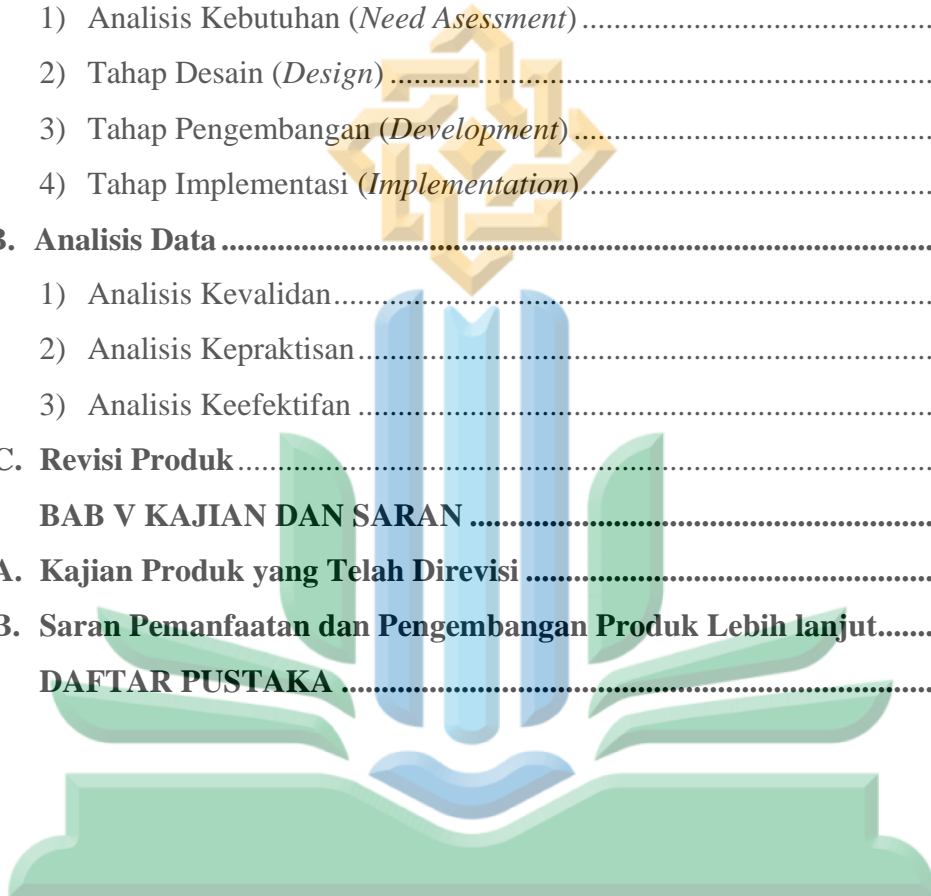 1) Analisis Kebutuhan (Need Asessment)................................................
2) Tahap Desain (Design)................................................
3) Tahap Pengembangan (Development)................................................
4) Tahap Implementasi (Implementation)................................................
B. Analisis Data................................................
1) Analisis Kevalidan................................................
2) Analisis Kepraktisan................................................
3) Analisis Keefektifan................................................
C. Revisi Produk................................................
BAB V KAJIAN DAN SARAN................................................
A. Kajian Produk yang Telah Direvisi................................................
B. Saran Pemanfaatan dan Pengembangan Produk Lebih lanjut.......
DAFTAR PUSTAKA................................................